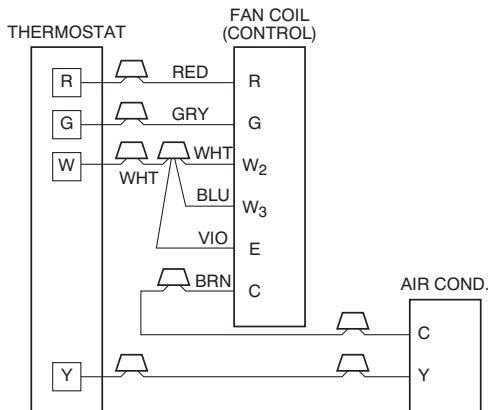 THERMOSTAT
FAN COIL
(CONTROL)
R RED R
G GRY G
W WHT WHT W2
BLU W3
VIO E
BRN C
AIR COND.
C
Y Y